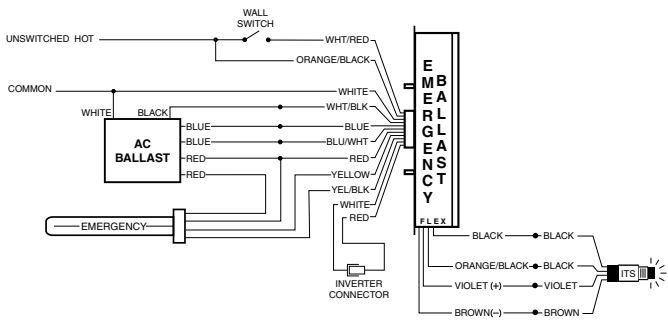 WALL
SWITCH
UNSWITCHED HOT
WHT/RED
ORANGE/BLACK
COMMON
WHITE
WHITE
BLACK
WHT/BLK
AC
BALLAST
BLUE
BLUE
BLUE
BLU/WHT
RED
RED
RED
YELLOW
YEL/BLK
WHITE
RED
EMERGENCY
INVERTER
CONNECTOR
EMERGENCY
BALLAST
FLEX
BLACK
BLACK
ORANGE/BLACK
BLACK
VIOLET (+)
VIOLET
BROWN(–)
BROWN
ITS